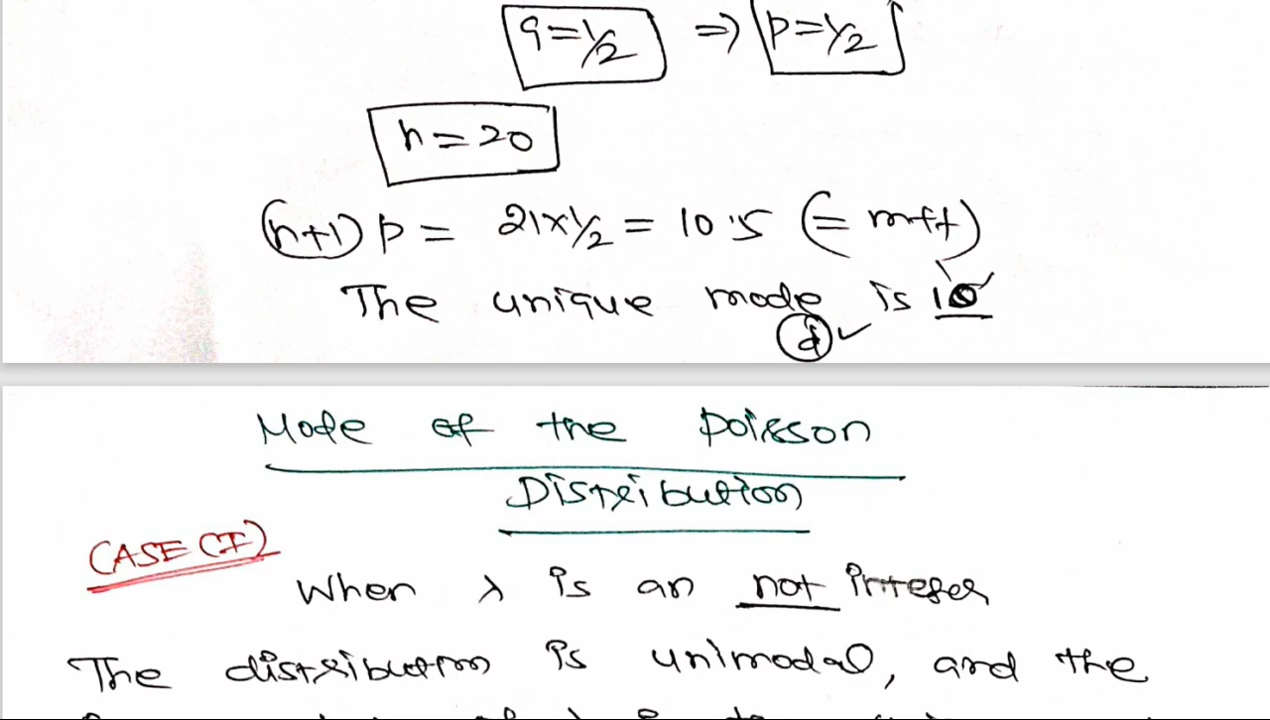 q=1/2 ⇒ p=1/2
n=20
(n+1) p = 21×1/2 = 10.5 (= m+f)
The unique mode is 10
d ✓
Mode of the Poisson
Distribution
CASE (I)
When λ is an not integer
The distribution is unimodal, and the